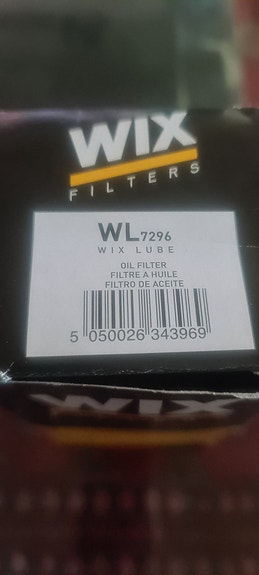 WIX
FILTERS
WL7296
WIX LUBE
OIL FILTER
FILTRE A HUILE
FILTRO DE ACEITE
5 050026 343969
WIX